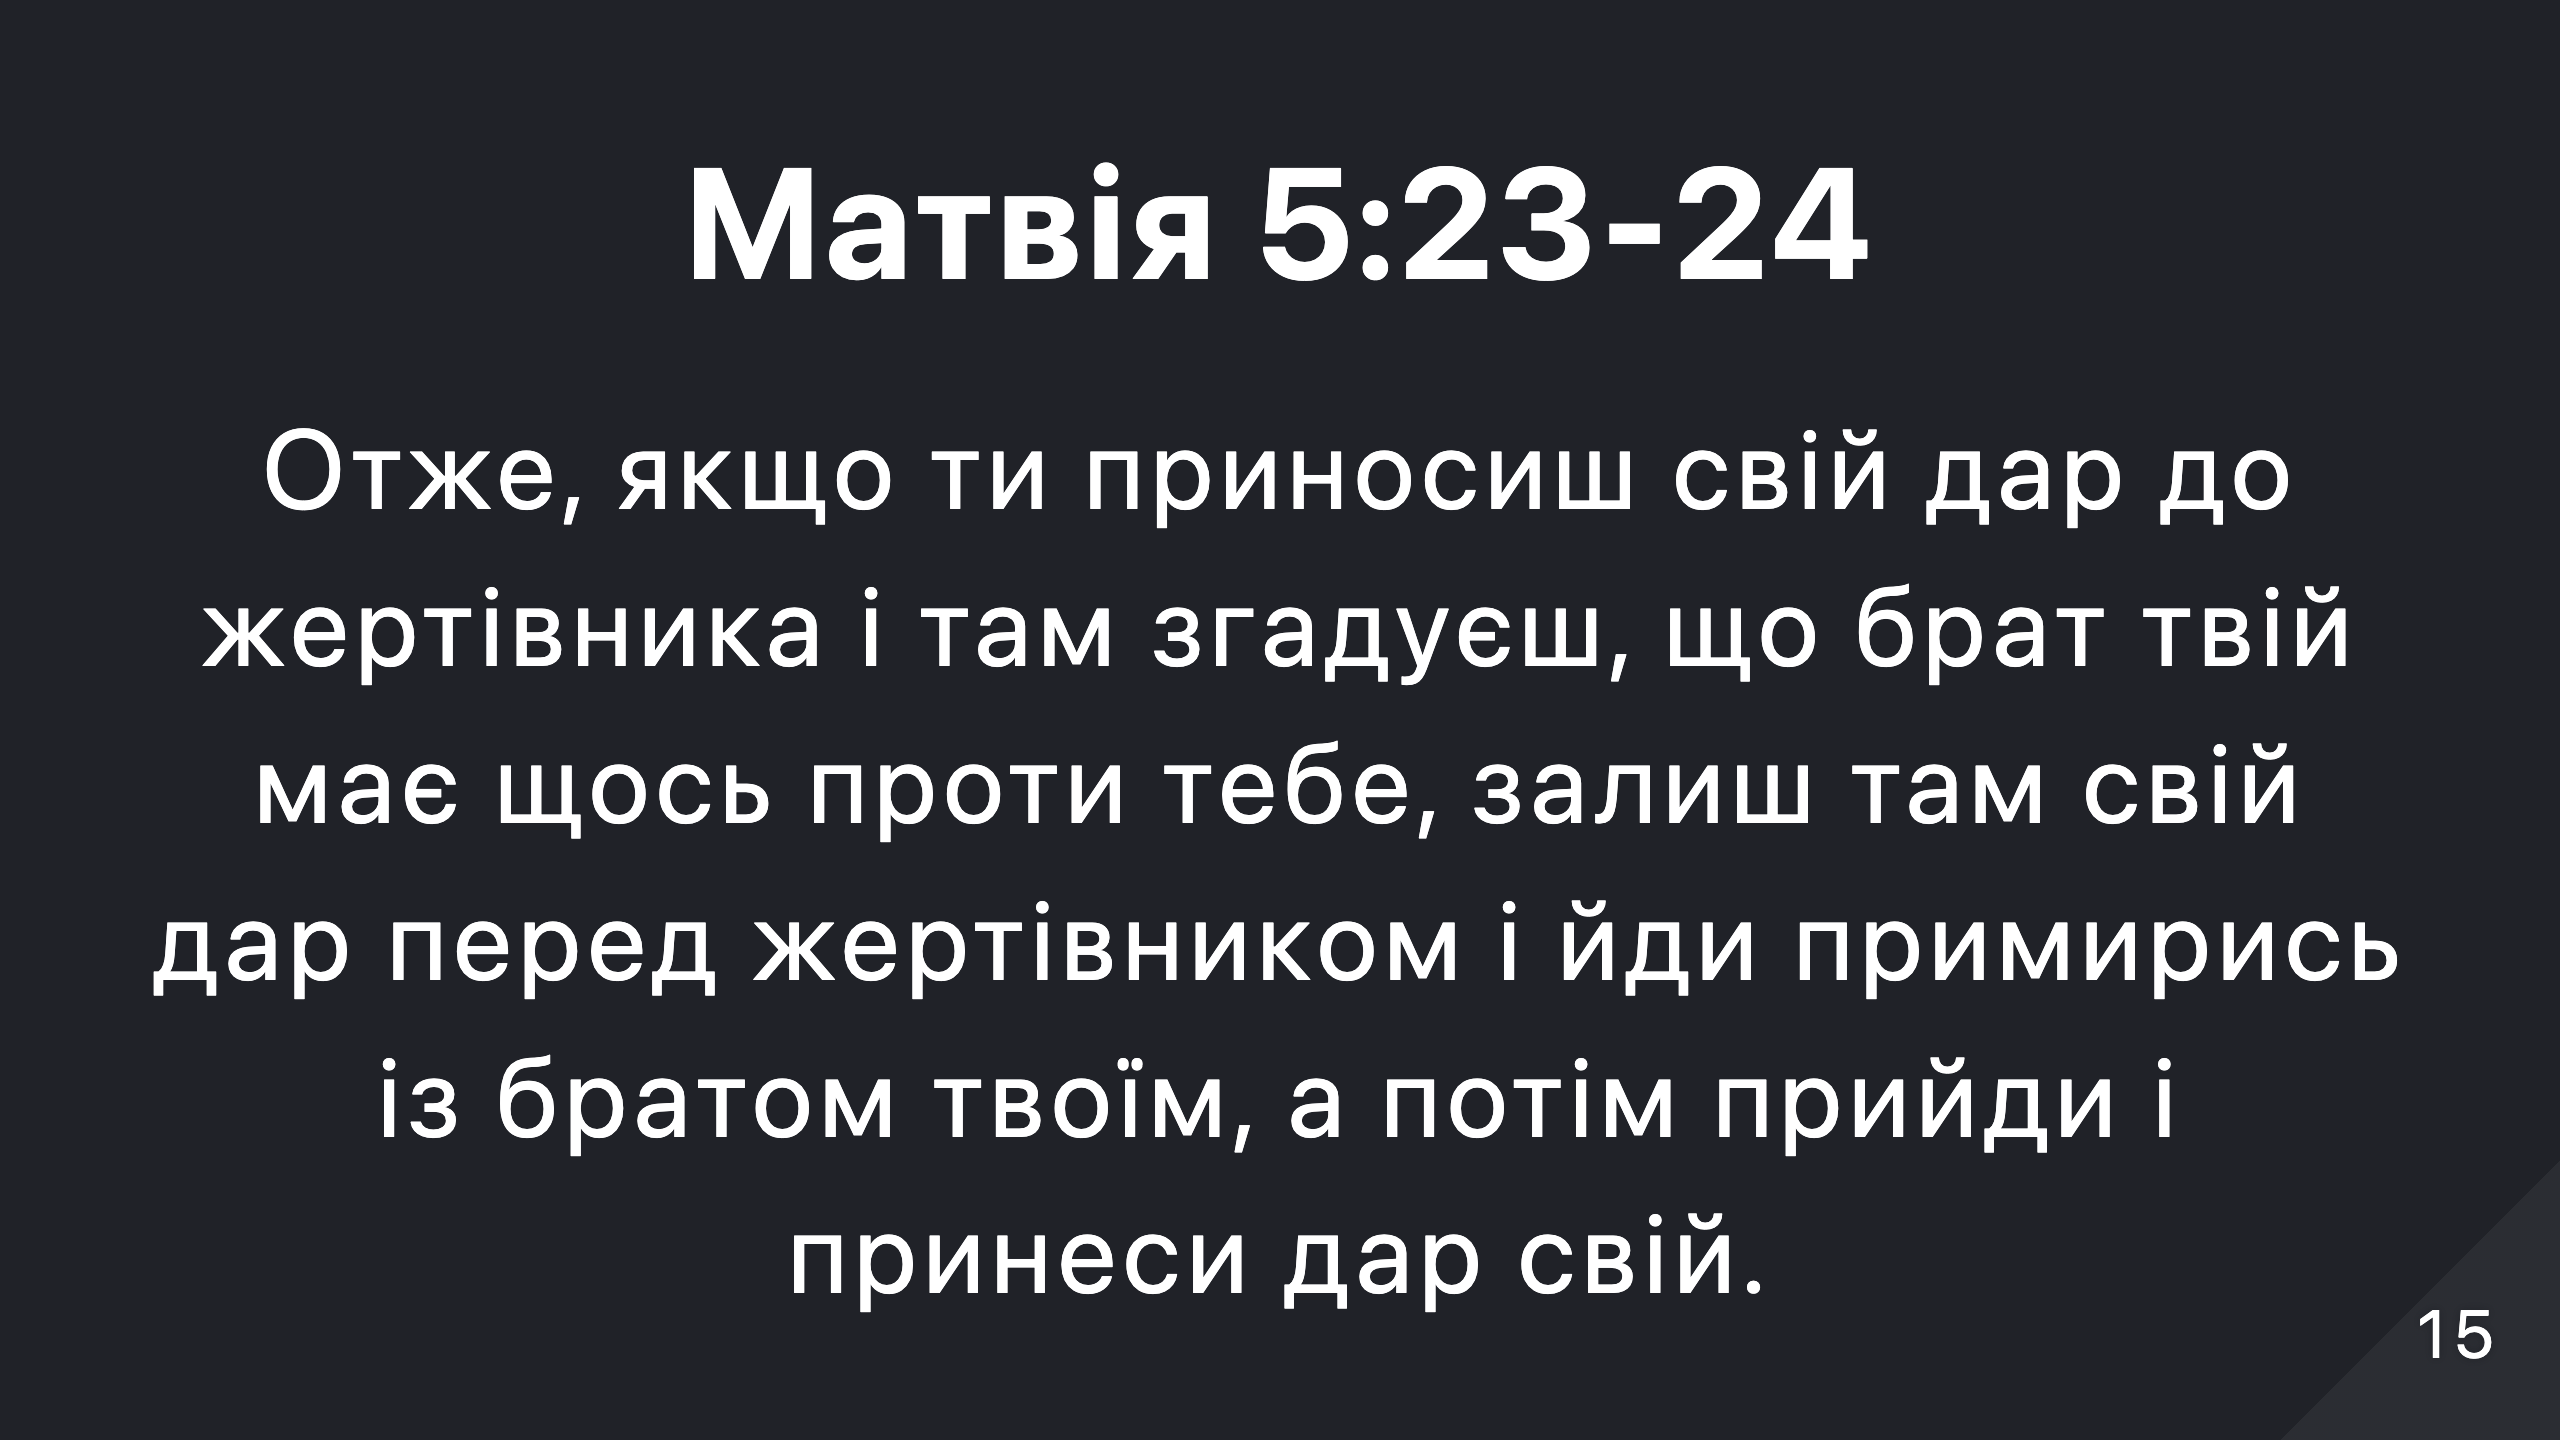 Матвія 5:23-24
Отже, якщо ти приносиш свій дар до
жертівника і там згадуєш, що брат твій
має щось проти тебе, залиш там свій
дар перед жертівником і йди примирись
із братом твоїм, а потім прийди і
принеси дар свій.
15